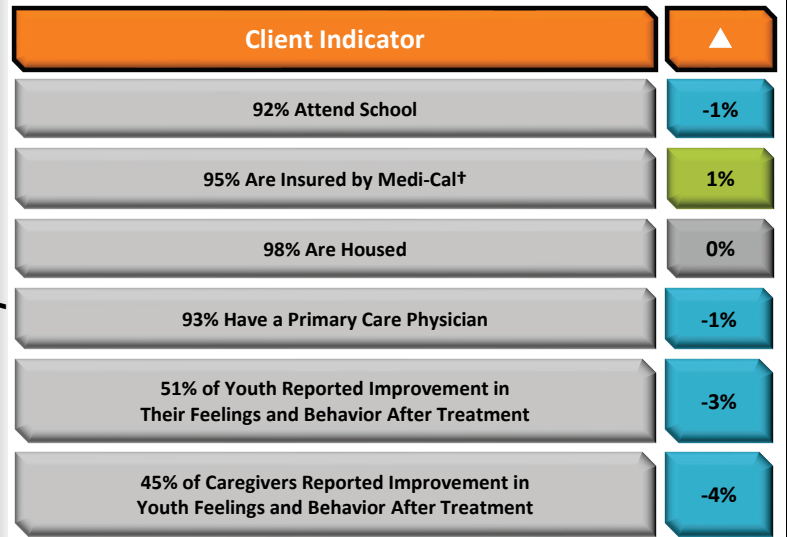 Client Indicator ▲
92% Attend School -1%
95% Are Insured by Medi-Cal† 1%
98% Are Housed 0%
93% Have a Primary Care Physician -1%
51% of Youth Reported Improvement in
Their Feelings and Behavior After Treatment -3%
45% of Caregivers Reported Improvement in
Youth Feelings and Behavior After Treatment -4%